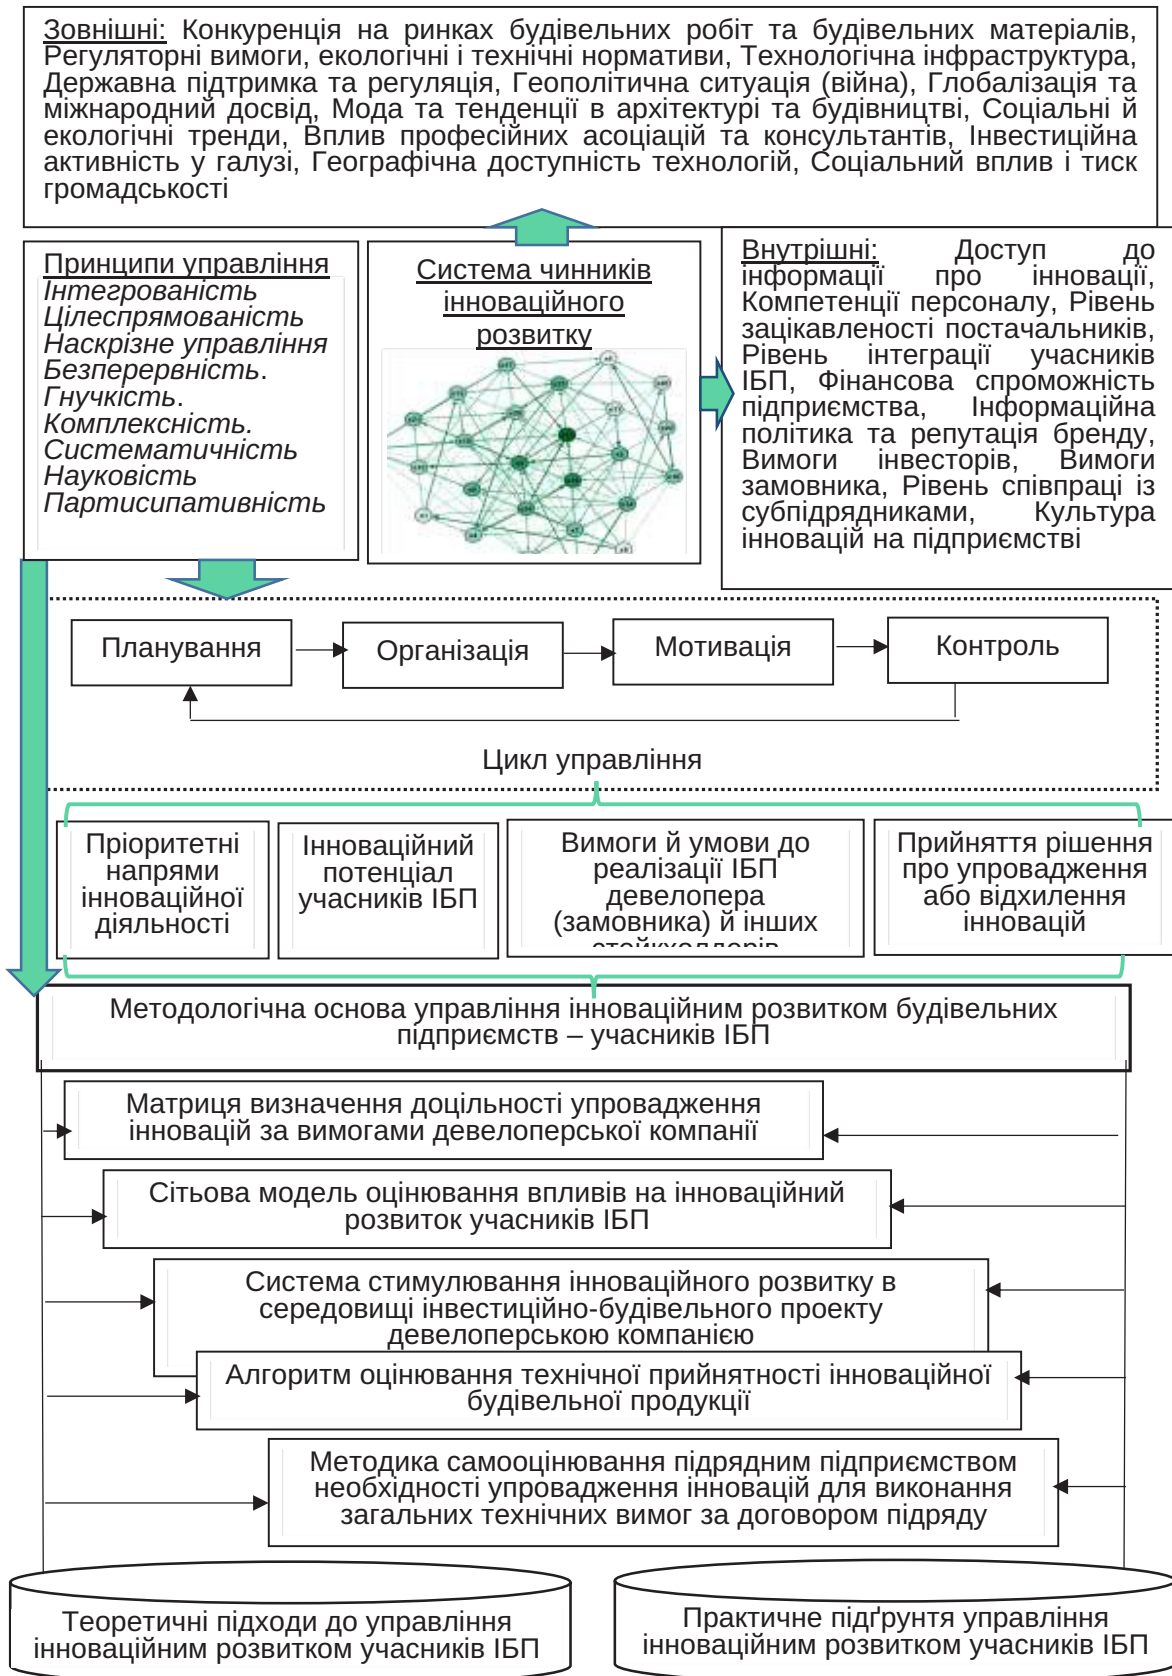 Зовнішні: Конкуренція на ринках будівельних робіт та будівельних матеріалів,
Регуляторні вимоги, екологічні і технічні нормативи, Технологічна інфраструктура,
Державна підтримка та регуляція, Геополітична ситуація (війна), Глобалізація та
міжнародний досвід, Мода та тенденції в архітектурі та будівництві, Соціальні й
екологічні тренди, Вплив професійних асоціацій та консультантів, Інвестиційна
активність у галузі, Географічна доступність технологій, Соціальний вплив і тиск
громадськості
Принципи управління
Інтегрованість
Цілеспрямованість
Наскрізне управління
Безперервність.
Гнучкість.
Комплексність.
Систематичність
Науковість
Партисипативність
Система чинників
інноваційного
розвитку
Внутрішні: Доступ до
інформації про інновації,
Компетенції персоналу, Рівень
зацікавленості постачальників,
Рівень інтеграції учасників
ІБП, Фінансова спроможність
підприємства, Інформаційна
політика та репутація бренду,
Вимоги інвесторів, Вимоги
замовника, Рівень співпраці із
субпідрядниками, Культура
інновацій на підприємстві
Планування
Організація
Мотивація
Контроль
Цикл управління
Пріоритетні
напрями
інноваційної
діяльності
Інноваційний
потенціал
учасників ІБП
Вимоги й умови до
реалізації ІБП
девелопера
(замовника) й інших
стейкхолдерів
Прийняття рішення
про упровадження
або відхилення
інновацій
Методологічна основа управління інноваційним розвитком будівельних
підприємств – учасників ІБП
Матриця визначення доцільності упровадження
інновацій за вимогами девелоперської компанії
Сітьова модель оцінювання впливів на інноваційний
розвиток учасників ІБП
Система стимулювання інноваційного розвитку в
середовищі інвестиційно-будівельного проекту
девелоперською компанією
Алгоритм оцінювання технічної прийнятності інноваційної
будівельної продукції
Методика самооцінювання підрядним підприємством
необхідності упровадження інновацій для виконання
загальних технічних вимог за договором підряду
Теоретичні підходи до управління
інноваційним розвитком учасників ІБП
Практичне підґрунтя управління
інноваційним розвитком учасників ІБП